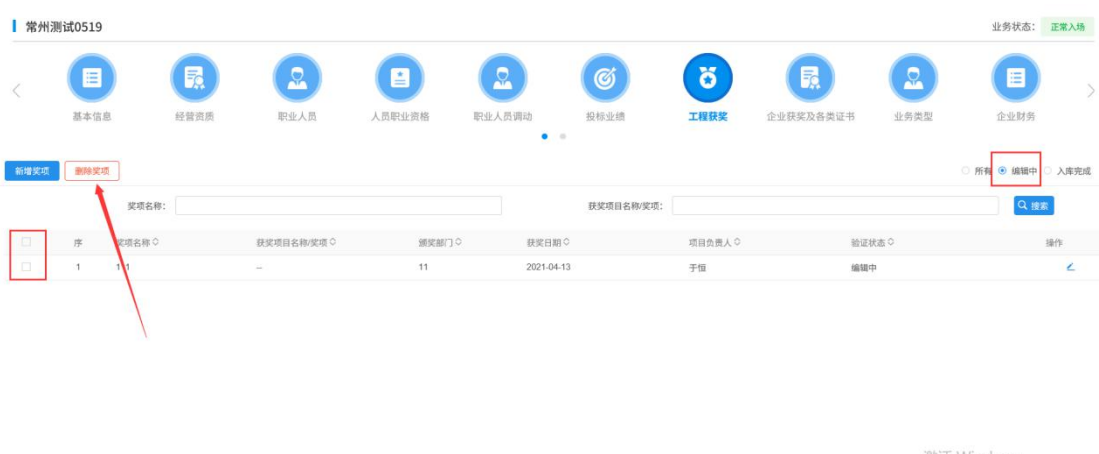 常州测试0519 业务状态: 正常入场
基本信息 经营资质 职业人员 人员职业资格 职业人员调动 投标业绩 工程获奖 企业获奖及各类证书 业务类型 企业财务
新增奖项 删除奖项 所有 编辑中 入库完成
奖项名称: 获奖项目名称/奖项: 搜索
序 奖项名称 获奖项目名称/奖项 颁奖部门 获奖日期 项目负责人 验证状态 操作
1 -- 11 2021-04-13 于恒 编辑中